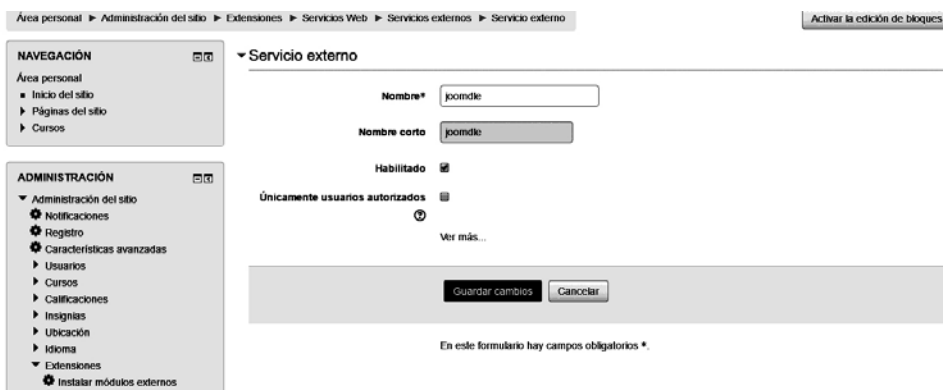 Área personal ► Administración del sitio ► Extensiones ► Servicios Web ► Servicios externos ► Servicio externo
Activar la edición de bloques
NAVEGACIÓN
Área personal
Inicio del sitio
Páginas del sitio
Cursos
ADMINISTRACIÓN
Administración del sitio
Notificaciones
Registro
Características avanzadas
Usuarios
Cursos
Calificaciones
Insignias
Ubicación
Idioma
Extensiones
Instalar módulos externos
Servicio externo
Nombre* joomdle
Nombre corto joomdle
Habilitado
Únicamente usuarios autorizados
Ver más...
Guardar cambios Cancelar
En este formulario hay campos obligatorios *.